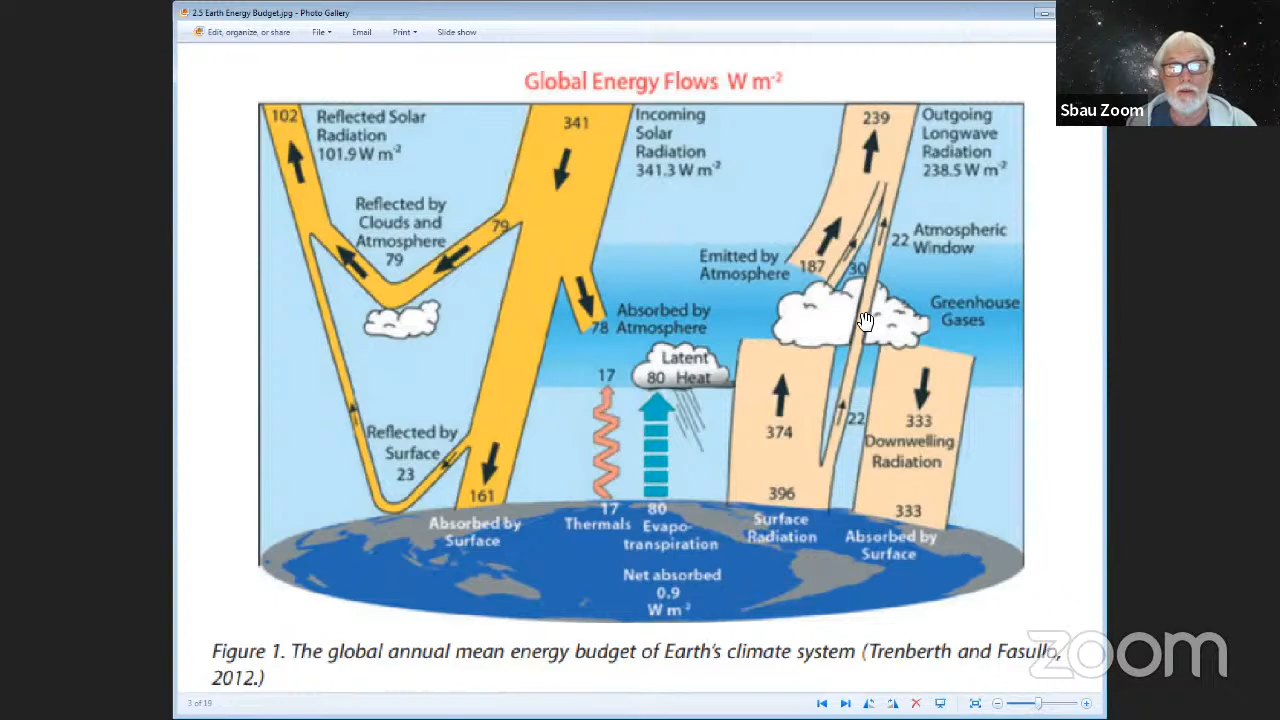 2.5 Earth Energy Budget.jpg - Photo Gallery
Edit, organize, or share File Email Print Slide show
Sbau Zoom
Global Energy Flows W m-2
102
Reflected Solar
Radiation
101.9 W m-2
341
Incoming
Solar
Radiation
341.3 W m-2
239
Outgoing
Longwave
Radiation
238.5 W m-2
Reflected by
Clouds and
Atmosphere
79
79
Emitted by
Atmosphere
187
30
22
Atmospheric
Window
Greenhouse
Gases
78
Absorbed by
Atmosphere
Latent
80 Heat
17
374
22
333
Downwelling
Radiation
Reflected by
Surface
23
161
Absorbed by
Surface
17
Thermals
80
Evapo-
transpiration
396
Surface
Radiation
333
Absorbed by
Surface
Net absorbed
0.9
W m-2
Figure 1. The global annual mean energy budget of Earth's climate system (Trenberth and Fasullo,
2012.)
zoom
3 of 19